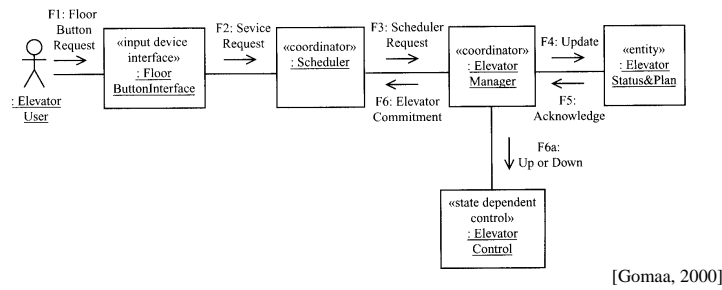 F1: Floor
Button
Request
: Elevator
User
«input device
interface»
: Floor
ButtonInterface
F2: Sevice
Request
«coordinator»
: Scheduler
F3: Scheduler
Request
F6: Elevator
Commitment
«coordinator»
: Elevator
Manager
F4: Update
F5:
Acknowledge
«entity»
: Elevator
Status&Plan
F6a:
Up or Down
«state dependent
control»
: Elevator
Control
[Gomaa, 2000]